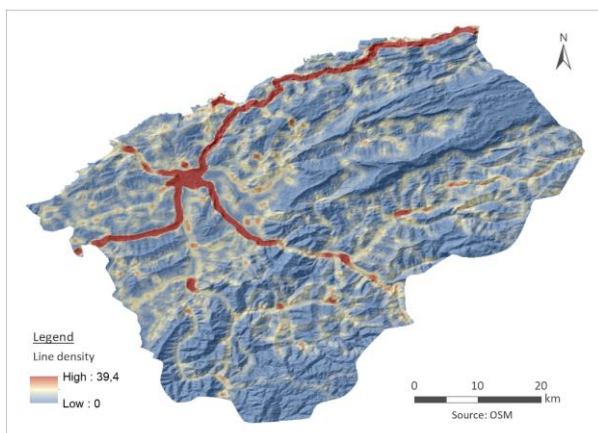 N
Legend
Line density
High : 39,4
Low : 0
0 10 20
km
Source: OSM